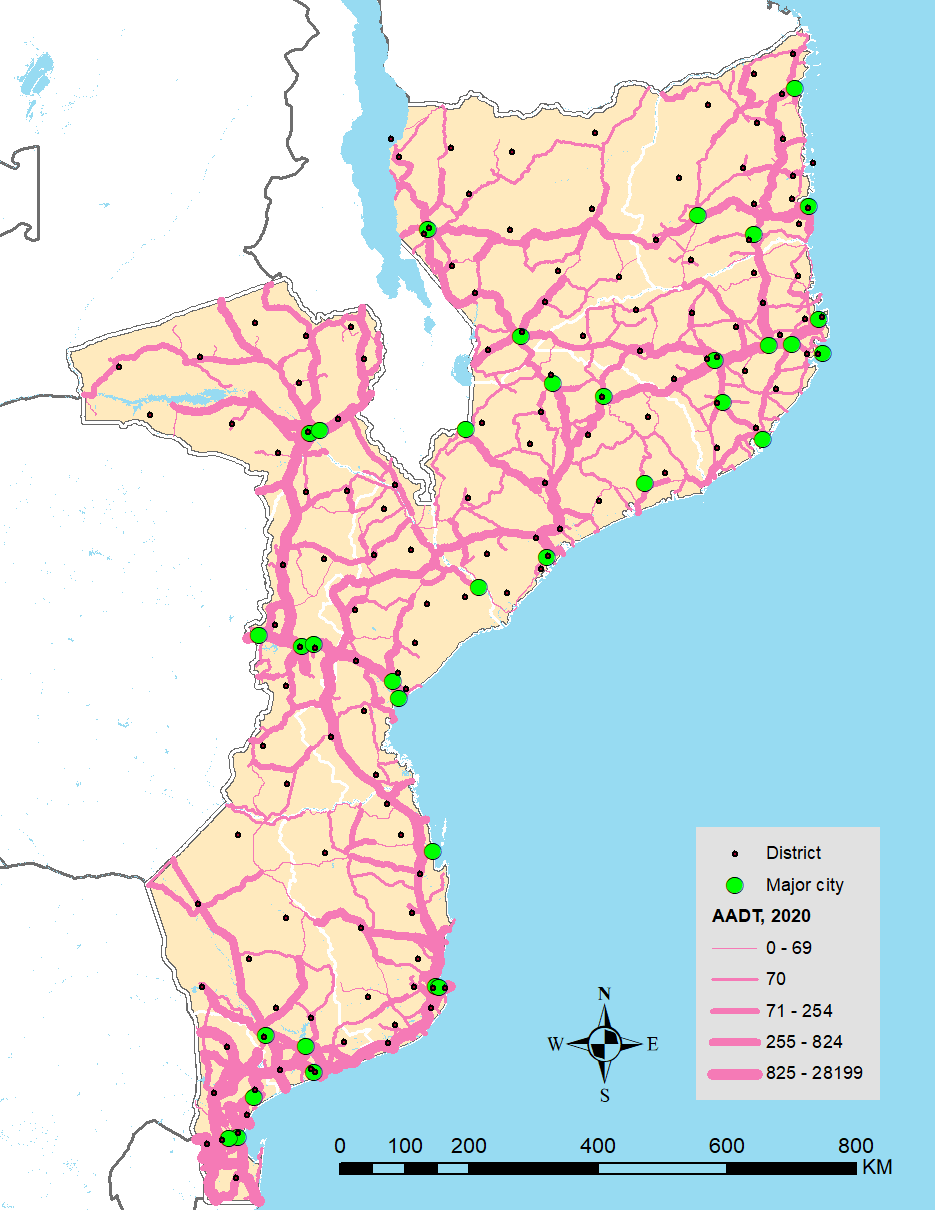 District
Major city
AADT, 2020
0 - 69
70
71 - 254
255 - 824
825 - 28199
N
W E
S
0 100 200 400 600 800
KM